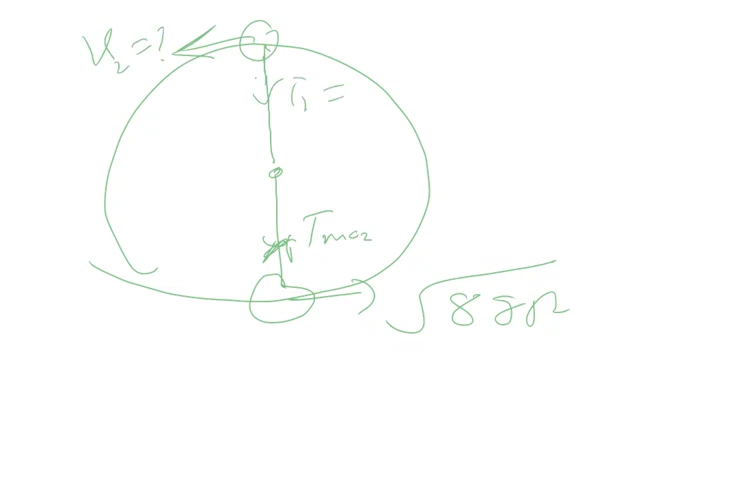 V₂ = ?
T₁ =
Tmax
√8gR